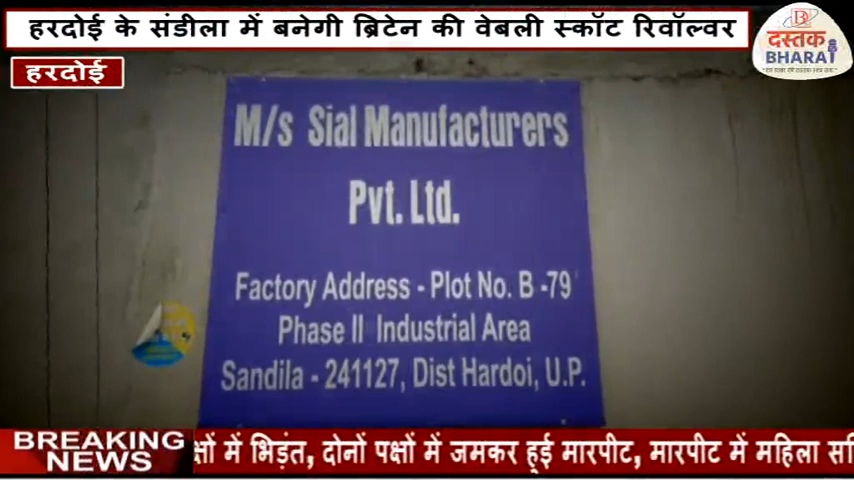 हरदोई के संडीला में बनेगी ब्रिटेन की वेबली स्कॉट रिवॉल्वर
दस्तक
BHARAT
हरदोई
M/s Sial Manufacturers
Pvt. Ltd.
Factory Address - Plot No. B -79
Phase II Industrial Area
Sandila - 241127, Dist Hardoi, U.P.
BREAKING
NEWS
क्षों में भिड़ंत, दोनों पक्षों में जमकर हुई मारपीट, मारपीट में महिला